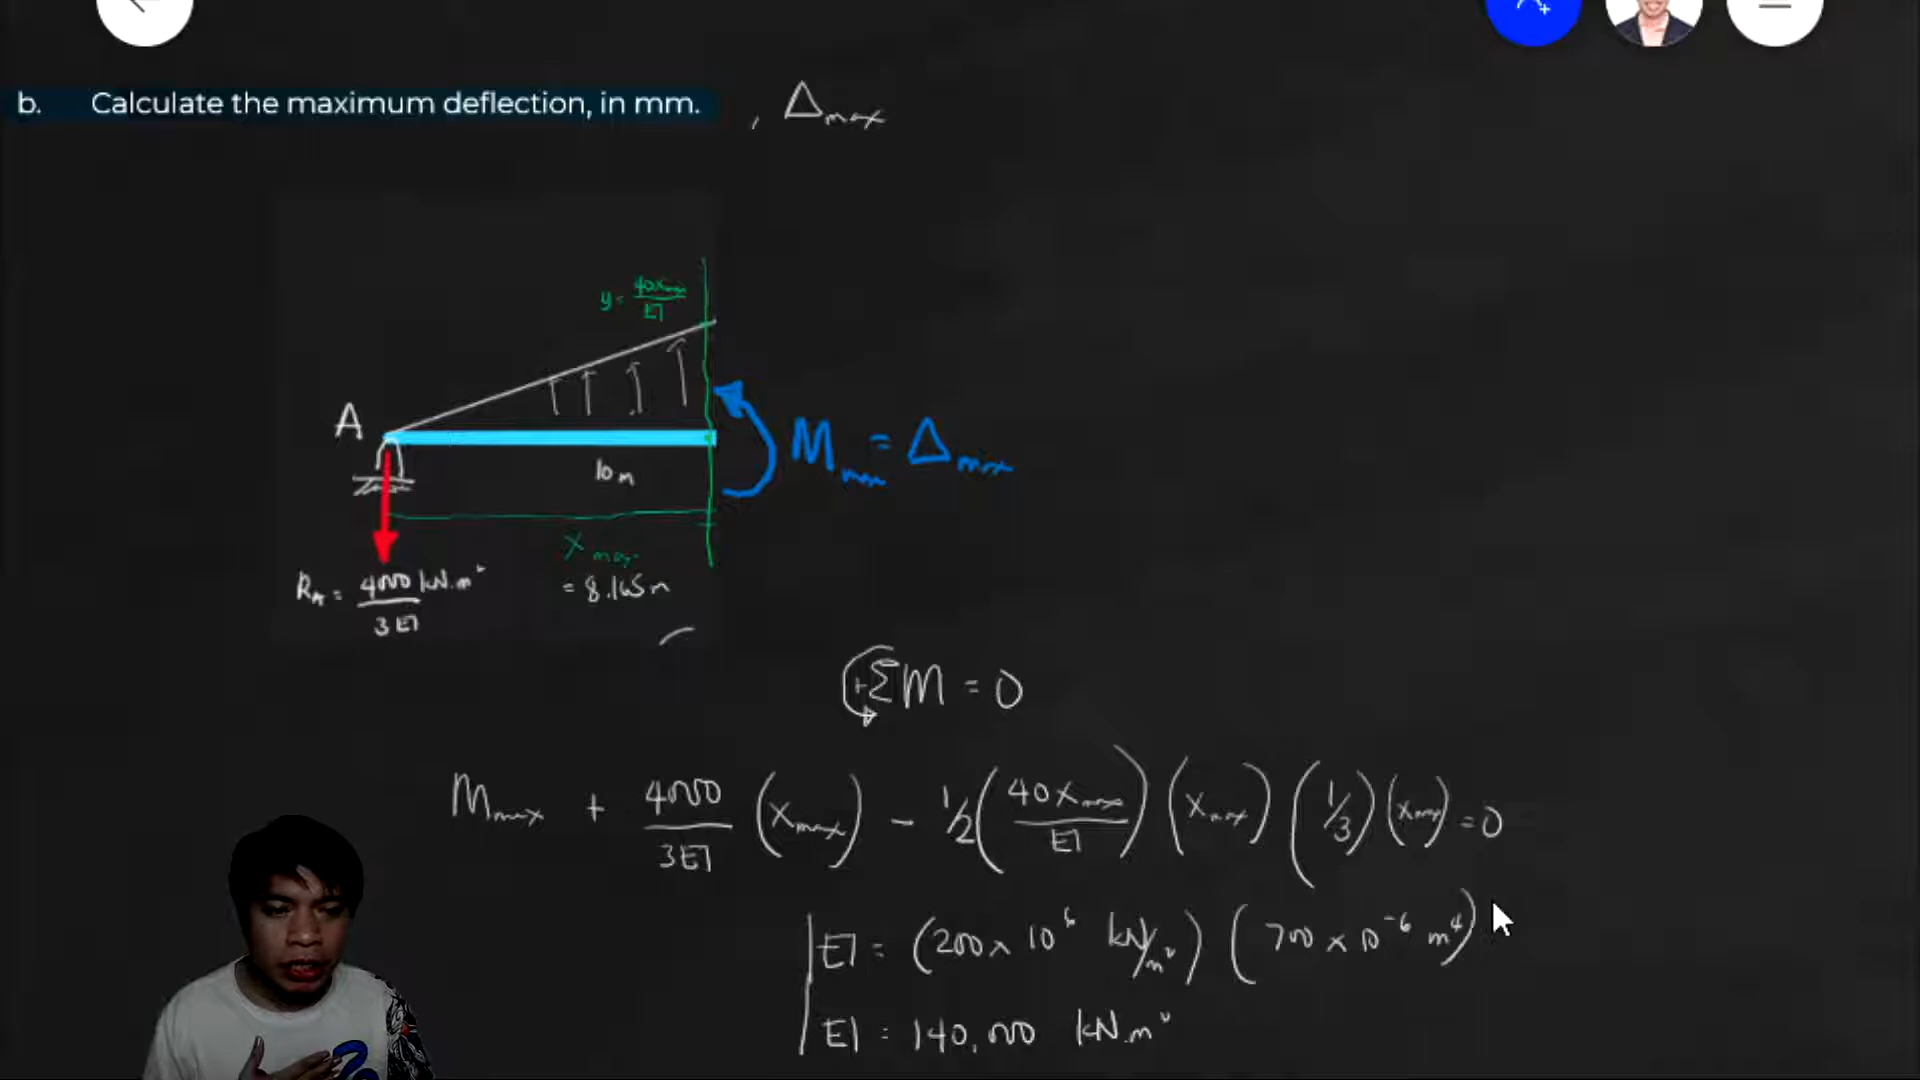 b. Calculate the maximum deflection, in mm. , Δmax
y = 40xmax/EI
A
Mmax = Δmax
10 m
xmax
RA = 4000 kN.m²/3EI
= 8.165m
+ΣM = 0
Mmax + 4000/3EI (xmax) - 1/2 (40xmax/EI) (xmax) (1/3) (xmax) = 0
EI = (200 x 10⁶ kN/m²) (700 x 10⁻⁶ m⁴)
EI = 140,000 kN.m²